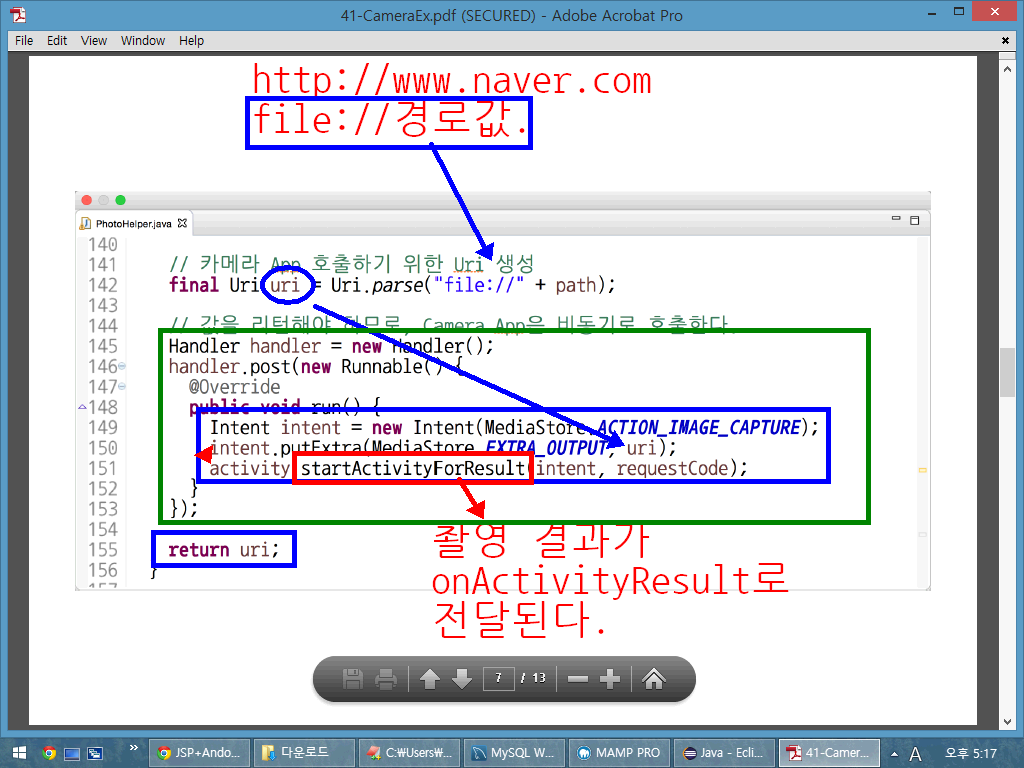 41-CameraEx.pdf (SECURED) - Adobe Acrobat Pro
File Edit View Window Help
http://www.naver.com
file://경로값.
PhotoHelper.java
140
141 // 카메라 App 호출하기 위한 Uri 생성
142 final Uri uri = Uri.parse("file://" + path);
143
144 // 값을 리턴해야 하므로, Camera App을 비동기로 호출한다.
145 Handler handler = new Handler();
146 handler.post(new Runnable() {
147 @Override
148 public void run() {
149 Intent intent = new Intent(MediaStore.ACTION_IMAGE_CAPTURE);
150 intent.putExtra(MediaStore.EXTRA_OUTPUT, uri);
151 activity.startActivityForResult(intent, requestCode);
152 }
153 });
154
155 return uri;
156 }
촬영 결과가
onActivityResult로
전달된다.
7 / 13
JSP+Ando... 다운로드 C:\Users\... MySQL W... MAMP PRO Java - Ecli... 41-Camer... A 오후 5:17